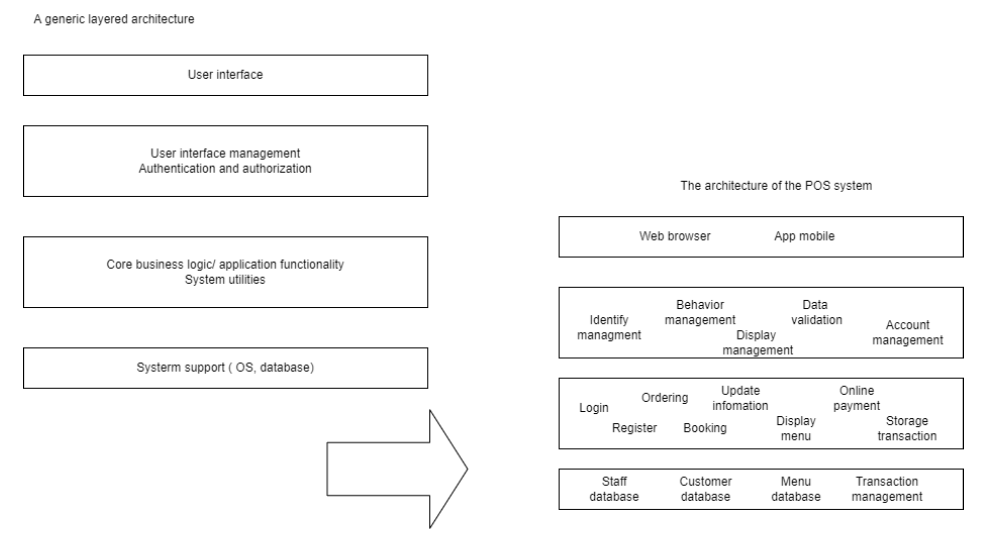 A generic layered architecture
User interface
User interface management
Authentication and authorization
Core business logic/ application functionality
System utilities
Systerm support ( OS, database)
The architecture of the POS system
Web browser
App mobile
Identify
managment
Behavior
management
Display
management
Data
validation
Account
management
Login
Register
Ordering
Booking
Update
infomation
Display
menu
Online
payment
Storage
transaction
Staff
database
Customer
database
Menu
database
Transaction
management